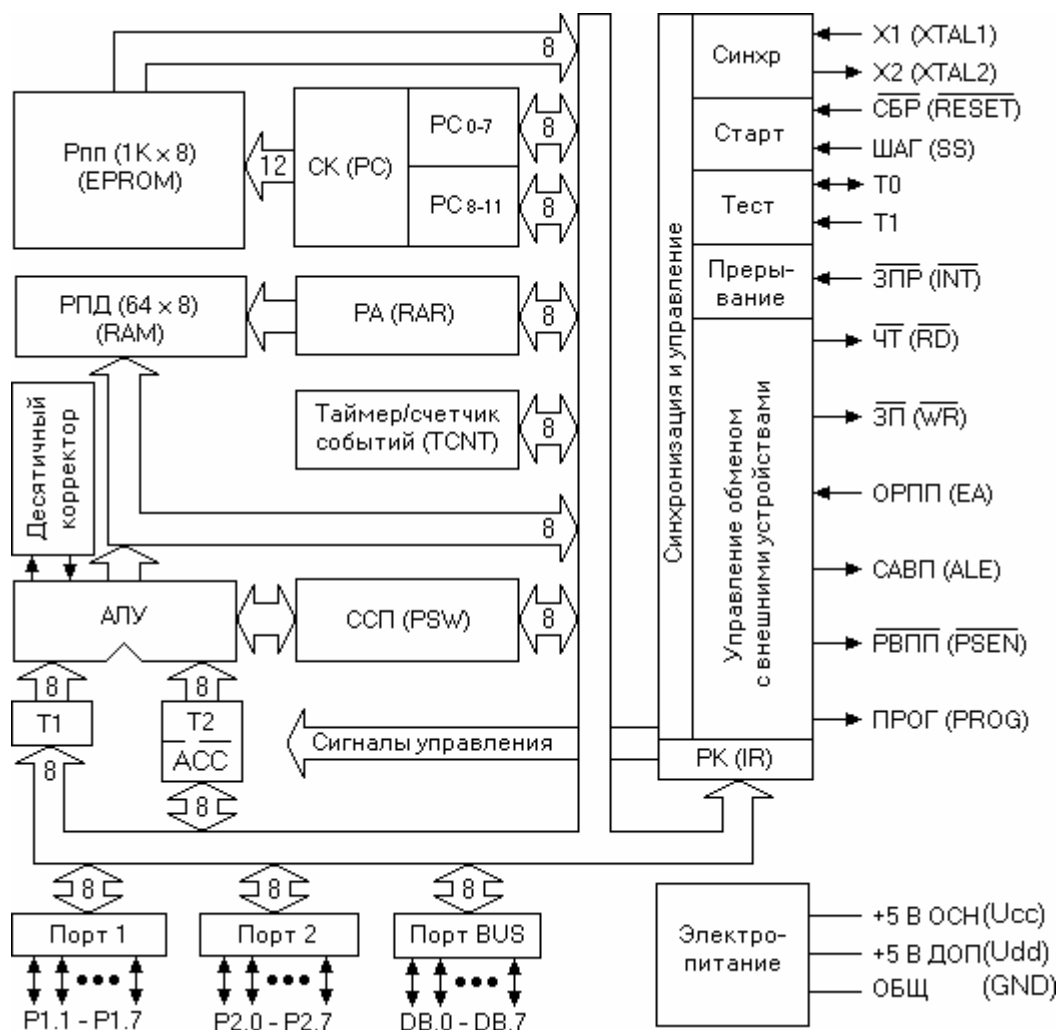 8
Рпп (1K x 8)
(EPROM)
12
СК (PC)
PC 0-7
PC 8-11
8
8
РПД (64 x 8)
(RAM)
РА (RAR)
8
Таймер/счетчик
событий (TCNT)
8
Десятичный
корректор
8
АПУ
ССП (PSW)
8
8
8
T1
T2
ACC
8
8
Сигналы управления
Синхронизация и управление
Синхр
Старт
Тест
Преры-
вание
Управление обменом
с внешними устройствами
РК (IR)
X1 (XTAL1)
X2 (XTAL2)
СБР (RESET)
ШАГ (SS)
T0
T1
ЗПР (INT)
ЧТ (RD)
ЗП (WR)
ОРПП (EA)
САВП (ALE)
РВПП (PSEN)
ПРОГ (PROG)
8
8
8
Порт 1
Порт 2
Порт BUS
P1.1 - P1.7
P2.0 - P2.7
DB.0 - DB.7
Электро-
питание
+5 В ОСН (Ucc)
+5 В ДОП (Udd)
ОБЩ (GND)